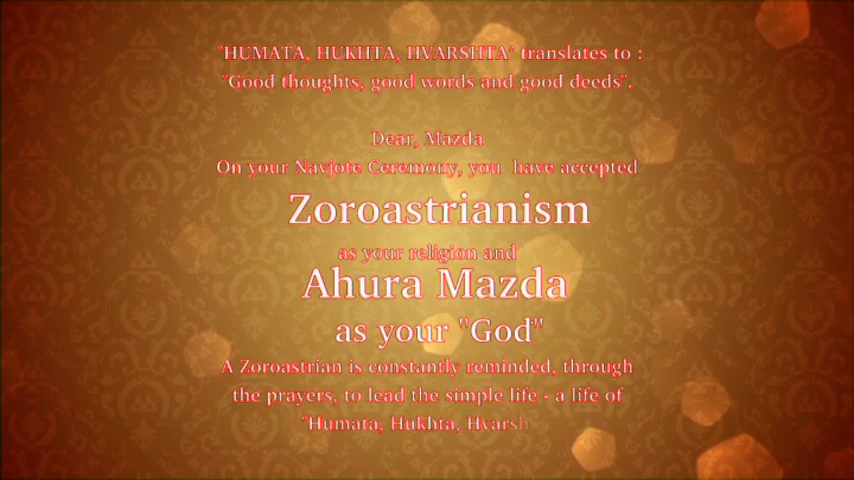 "HUMATA, HUKHTA, HVARSHTA" translates to :
"Good thoughts, good words and good deeds".
Dear, Mazda
On your Navjote Ceremony, you have accepted
Zoroastrianism
as your religion and
Ahura Mazda
as your "God"
A Zoroastrian is constantly reminded, through
the prayers, to lead the simple life - a life of
"Humata, Hukhta, Hvarsh